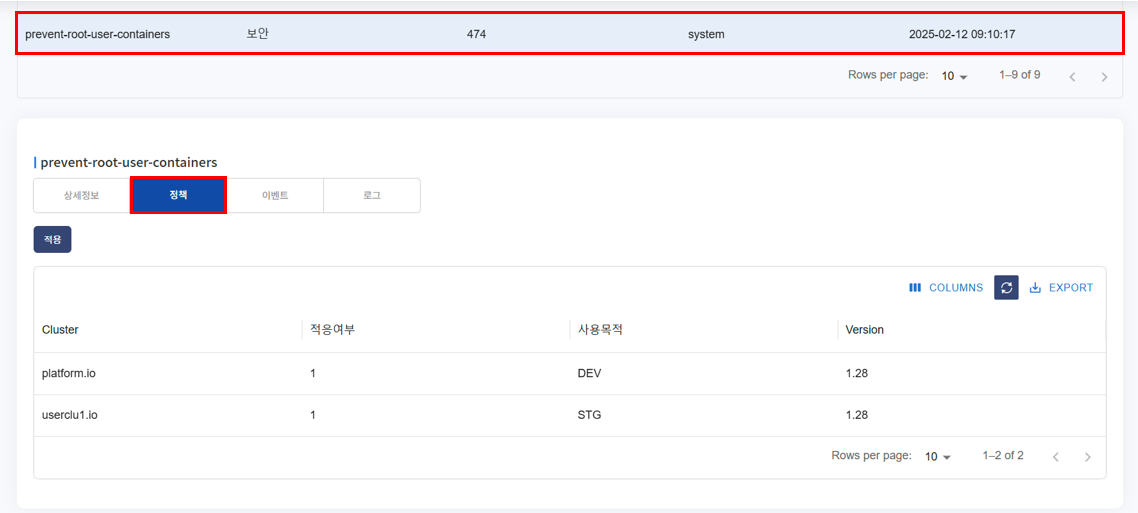 prevent-root-user-containers 보안 474 system 2025-02-12 09:10:17
Rows per page: 10 1–9 of 9
prevent-root-user-containers
상세정보 정책 이벤트 로그
적용
COLUMNS EXPORT
Cluster 적응여부 사용목적 Version
platform.io 1 DEV 1.28
userclu1.io 1 STG 1.28
Rows per page: 10 1–2 of 2